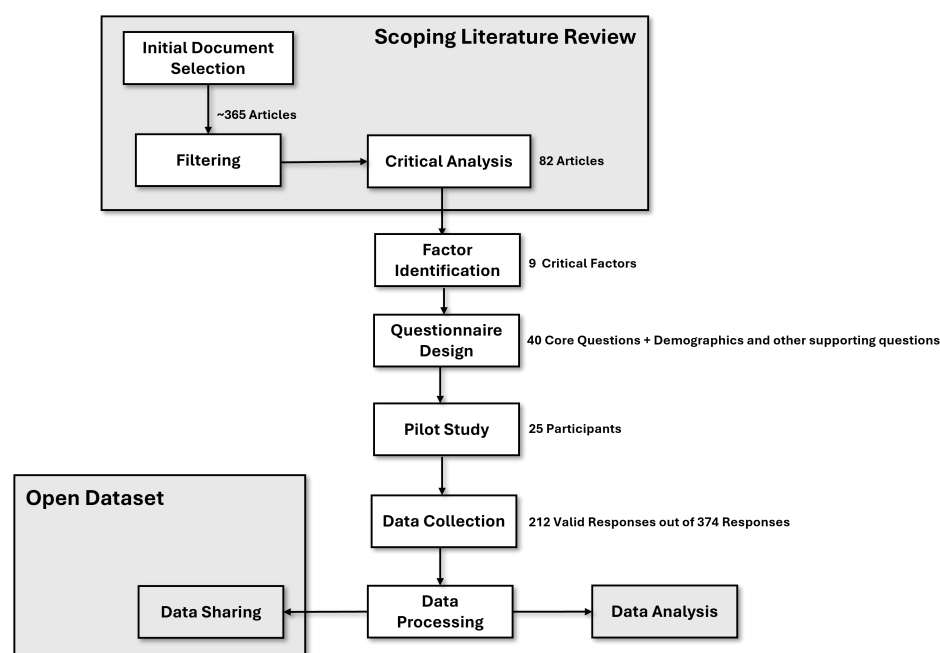 Scoping Literature Review
Initial Document
Selection
~365 Articles
Filtering
Critical Analysis
82 Articles
Factor
Identification
9 Critical Factors
Questionnaire
Design
40 Core Questions + Demographics and other supporting questions
Pilot Study
25 Participants
Open Dataset
Data Collection
212 Valid Responses out of 374 Responses
Data Sharing
Data
Processing
Data Analysis